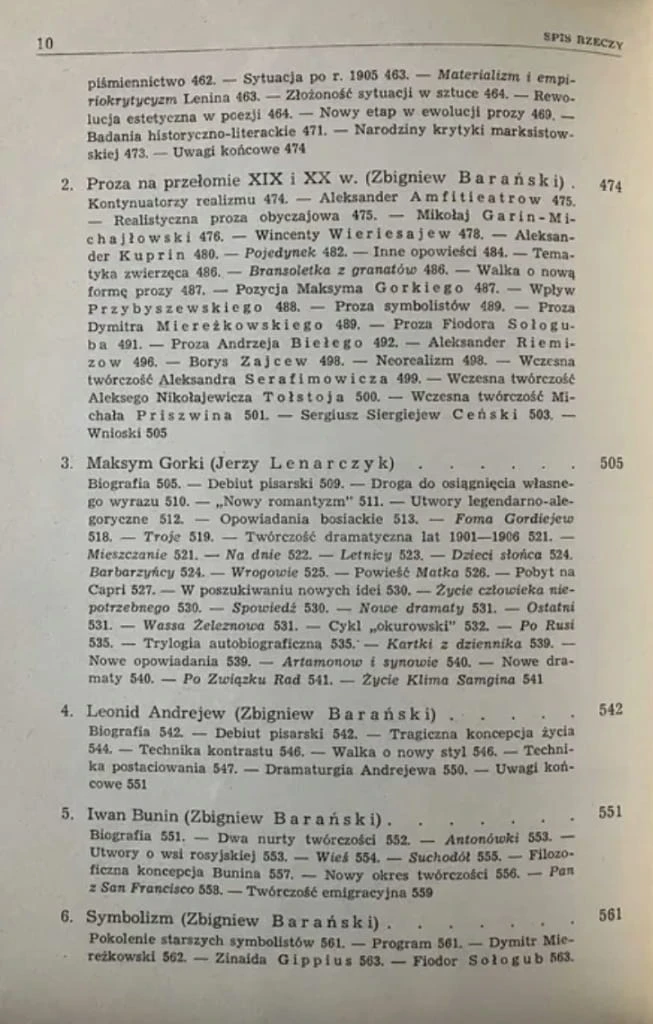 10 SPIS RZECZY
piśmiennictwo 462. — Sytuacja po r. 1905 463. — Materializm i empi-
riokrytycyzm Lenina 463. — Złożoność sytuacji w sztuce 464. — Rewo-
lucja estetyczna w poezji 464. — Nowy etap w ewolucji prozy 469. —
Badania historyczno-literackie 471. — Narodziny krytyki marksistow-
skiej 473. — Uwagi końcowe 474
2. Proza na przełomie XIX i XX w. (Zbigniew Barański) . 474
Kontynuatorzy realizmu 474. — Aleksander Amfitieatrow 475.
— Realistyczna proza obyczajowa 475. — Mikołaj Garin-Mi-
chajłowski 476. — Wincenty Wieriesajew 478. — Aleksan-
der Kuprin 480. — Pojedynek 482. — Inne opowieści 484. — Tema-
tyka zwierzęca 486. — Bransoletka z granatów 486. — Walka o nową
formę prozy 487. — Pozycja Maksyma Gorkiego 487. — Wpływ
Przybyszewskiego 488. — Proza symbolistów 489. — Proza
Dymitra Miereżkowskiego 489. — Proza Fiodora Sologu-
ba 491. — Proza Andrzeja Biełego 492. — Aleksander Riemi-
zow 496. — Borys Zajcew 498. — Neorealizm 498. — Wczesna
twórczość Aleksandra Serafimowicza 499. — Wczesna twórczość
Aleksego Nikołajewicza Tołstoja 500. — Wczesna twórczość Mi-
chała Priszwina 501. — Sergiusz Siergiejew Ceński 503. —
Wnioski 505
3. Maksym Gorki (Jerzy Lenarczyk) . . . . . . 505
Biografia 505. — Debiut pisarski 509. — Droga do osiągnięcia własne-
go wyrazu 510. — „Nowy romantyzm" 511. — Utwory legendarno-ale-
goryczne 512. — Opowiadania bosiackie 513. — Foma Gordiejew
518. — Troje 519. — Twórczość dramatyczna lat 1901—1906 521. —
Mieszczanie 521. — Na dnie 522. — Letnicy 523. — Dzieci słońca 524.
Barbarzyńcy 524. — Wrogowie 525. — Powieść Matka 526. — Pobyt na
Capri 527. — W poszukiwaniu nowych idei 530. — Życie człowieka nie-
potrzebnego 530. — Spowiedź 530. — Nowe dramaty 531. — Ostatni
531. — Wassa Żeleznowa 531. — Cykl „okurowski" 532. — Po Rusi
535. — Trylogia autobiograficzna 535. — Kartki z dziennika 539. —
Nowe opowiadania 539. — Artamonow i synowie 540. — Nowe dra-
maty 540. — Po Związku Rad 541. — Życie Klima Samgina 541
4. Leonid Andrejew (Zbigniew Barański) . . . . . 542
Biografia 542. — Debiut pisarski 542. — Tragiczna koncepcja życia
544. — Technika kontrastu 546. — Walka o nowy styl 546. — Techni-
ka postaciowania 547. — Dramaturgia Andrejewa 550. — Uwagi koń-
cowe 551
5. Iwan Bunin (Zbigniew Barański) . . . . . . . 551
Biografia 551. — Dwa nurty twórczości 552. — Antonówki 553. —
Utwory o wsi rosyjskiej 553. — Wieś 554. — Suchodół 555. — Filozo-
ficzna koncepcja Bunina 557. — Nowy okres twórczości 556. — Pan
z San Francisco 558. — Twórczość emigracyjna 559
6. Symbolizm (Zbigniew Barański) . . . . . . . 561
Pokolenie starszych symbolistów 561. — Program 561. — Dymitr Mie-
reżkowski 562. — Zinaida Gippius 563. — Fiodor Sołogub 563.